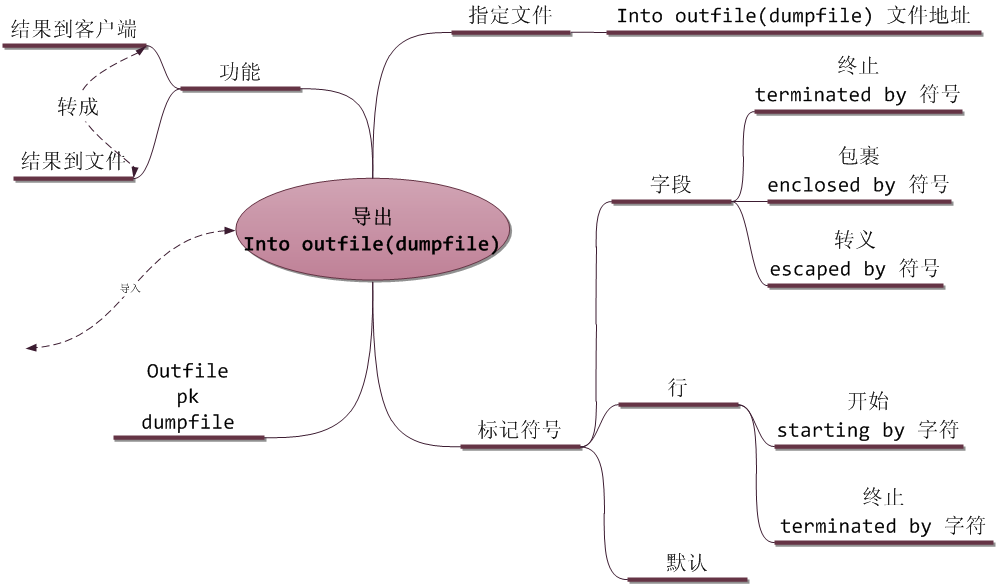 结果到客户端
转成
结果到文件
功能
指定文件
Into outfile(dumpfile) 文件地址
导出
Into outfile(dumpfile)
导入
Outfile
pk
dumpfile
标记符号
字段
终止
terminated by 符号
包裹
enclosed by 符号
转义
escaped by 符号
行
开始
starting by 字符
终止
terminated by 字符
默认